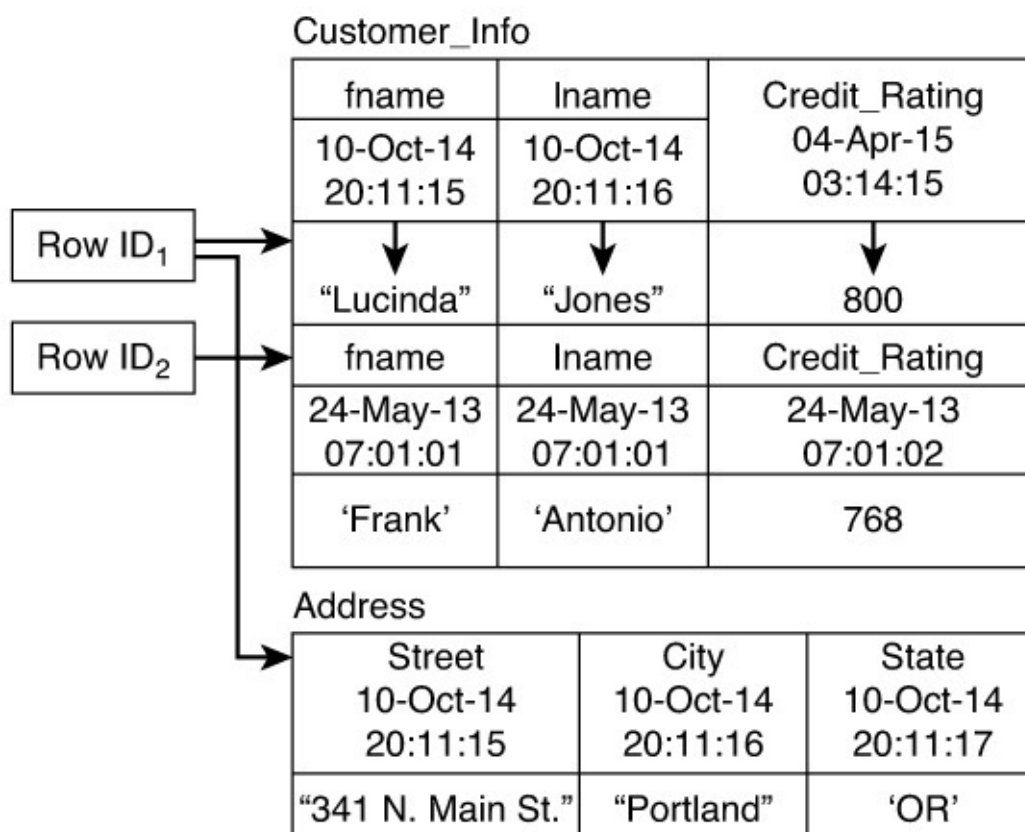 Customer_Info
fname lname Credit_Rating
10-Oct-14 10-Oct-14 04-Apr-15
20:11:15 20:11:16 03:14:15
Row ID1
“Lucinda” “Jones” 800
Row ID2
fname lname Credit_Rating
24-May-13 24-May-13 24-May-13
07:01:01 07:01:01 07:01:02
‘Frank’ ‘Antonio’ 768
Address
Street City State
10-Oct-14 10-Oct-14 10-Oct-14
20:11:15 20:11:16 20:11:17
“341 N. Main St.” “Portland” ‘OR’